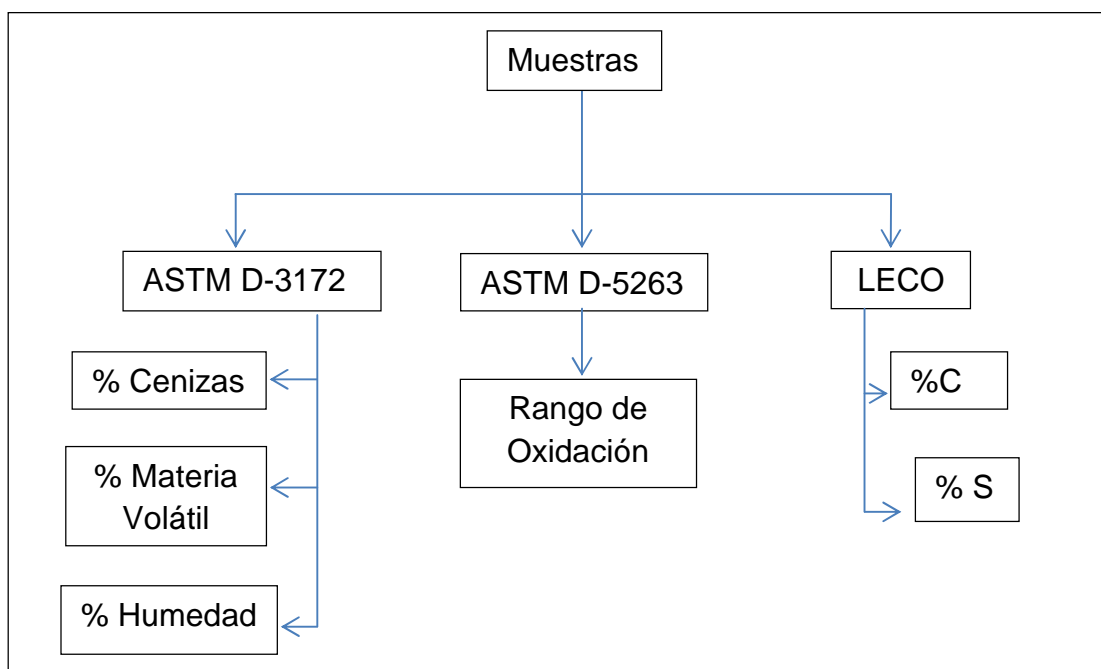 Muestras
ASTM D-3172
ASTM D-5263
LECO
% Cenizas
% Materia
Volátil
% Humedad
Rango de
Oxidación
%C
% S